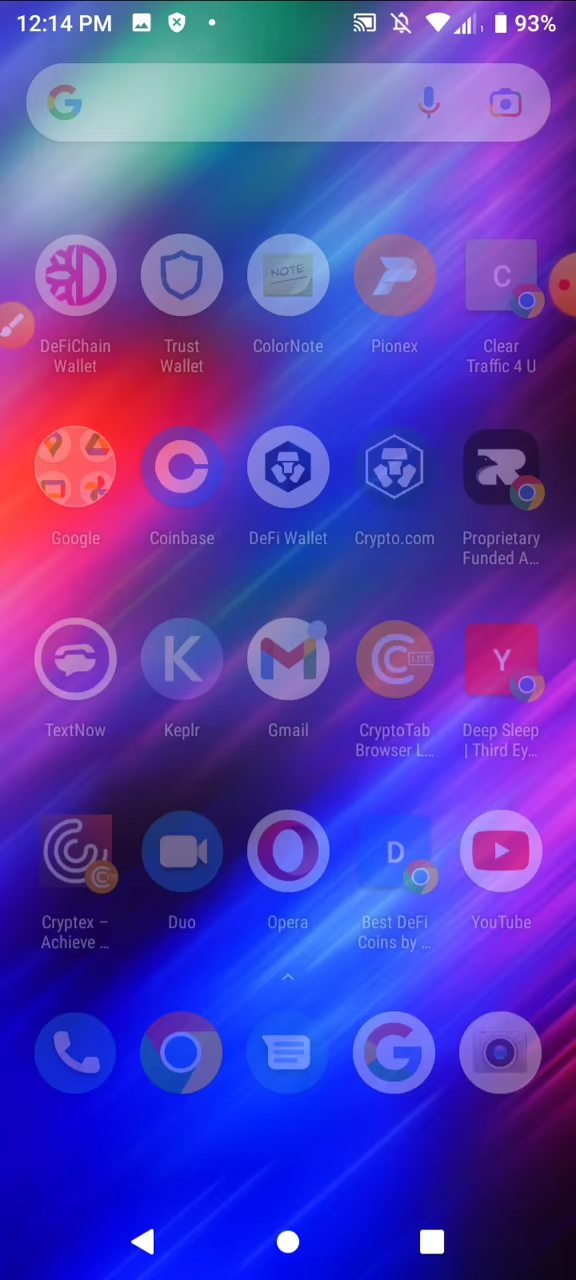 12:14 PM 1 93%
NOTE C
DeFiChain Wallet
Trust Wallet
ColorNote
Pionex
Clear Traffic 4 U
Google
Coinbase
DeFi Wallet
Crypto.com
Proprietary Funded A…
K LITE Y
TextNow
Keplr
Gmail
CryptoTab Browser L…
Deep Sleep | Third Ey…
D
Cryptex – Achieve …
Duo
Opera
Best DeFi Coins by …
YouTube